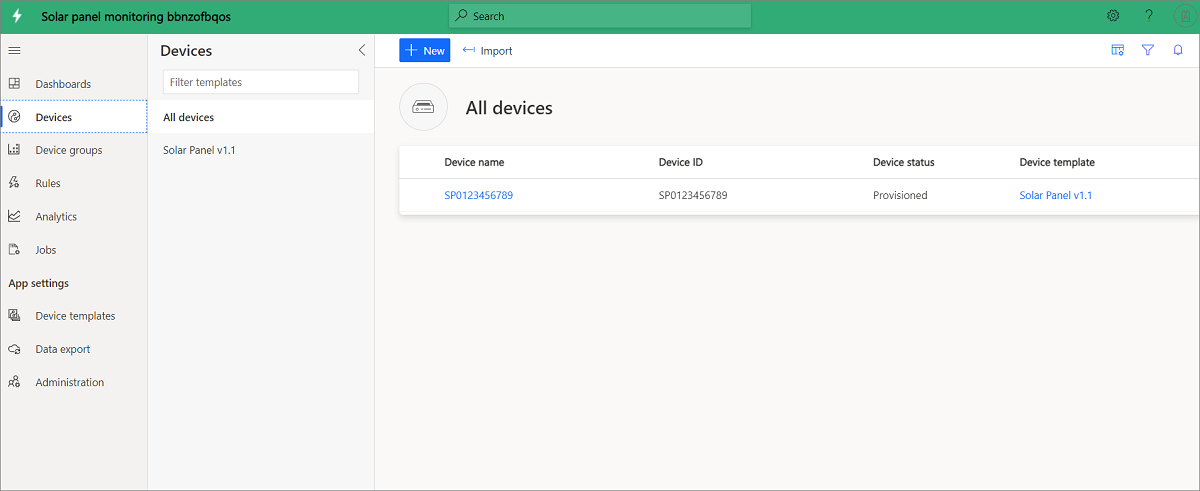 Solar panel monitoring bbnzofbqos
Search
?
Dashboards
Devices
Device groups
Rules
Analytics
Jobs
App settings
Device templates
Data export
Administration
Devices
Filter templates
All devices
Solar Panel v1.1
New
Import
All devices
Device name Device ID Device status Device template
SP0123456789 SP0123456789 Provisioned Solar Panel v1.1